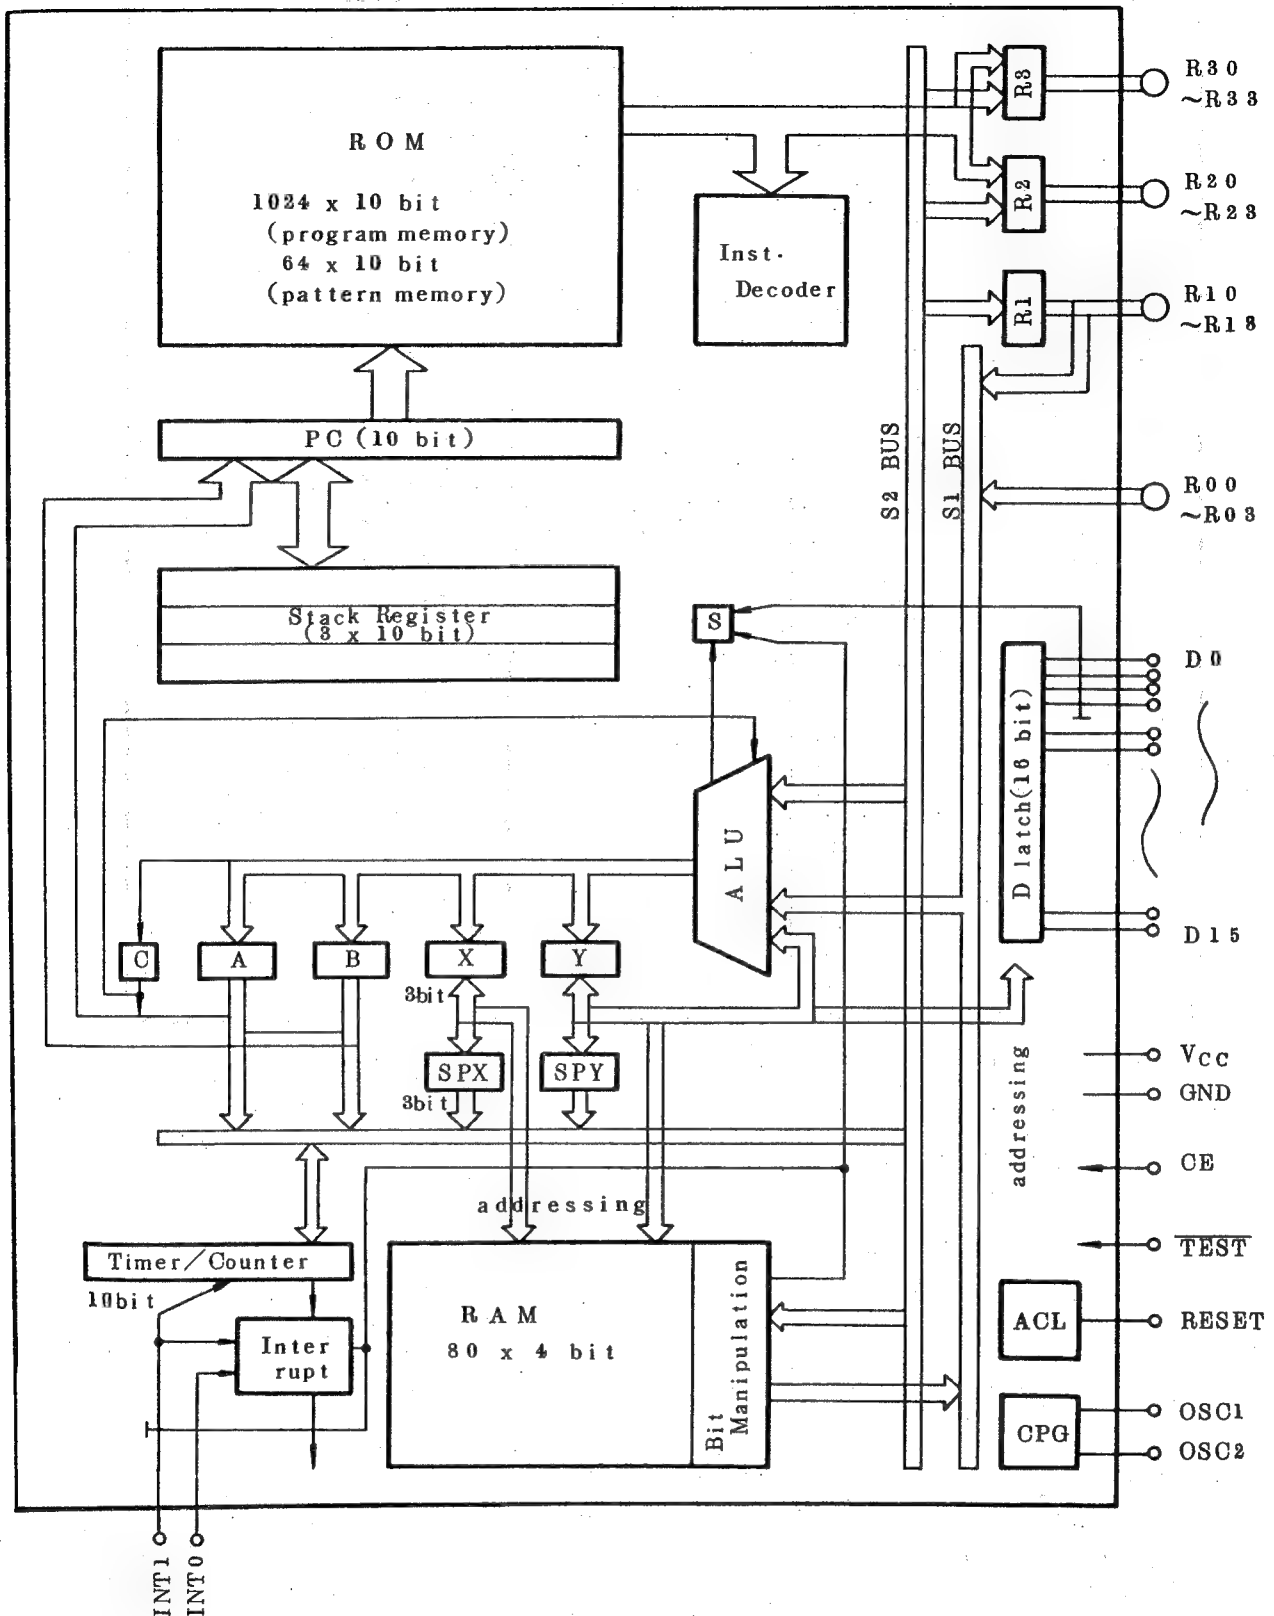 ROM
1024 x 10 bit
(program memory)
64 x 10 bit
(pattern memory)
Inst.
Decoder
PC (10 bit)
Stack Register
(3 x 10 bit)
R3
R2
R1
R30
~R33
R20
~R23
R10
~R13
R00
~R03
S2 BUS
S1 BUS
S
D0
D latch(16 bit)
D15
ALU
C
A
B
X
Y
3bit
SPX
SPY
3bit
addressing
addressing
VCC
GND
CE
TEST
Timer/Counter
10bit
Inter
rupt
RAM
80 x 4 bit
Bit
Manipulation
ACL
RESET
CPG
OSC1
OSC2
INT1
INT0